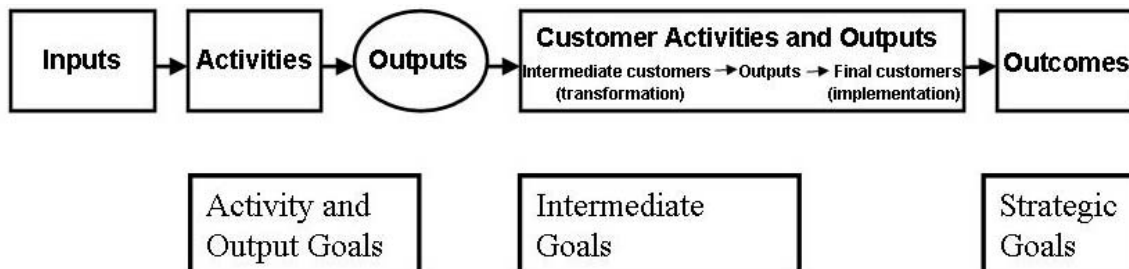 Inputs
Activities
Outputs
Customer Activities and Outputs
Intermediate customers Outputs Final customers
(transformation) (implementation)
Outcomes
Activity and
Output Goals
Intermediate
Goals
Strategic
Goals